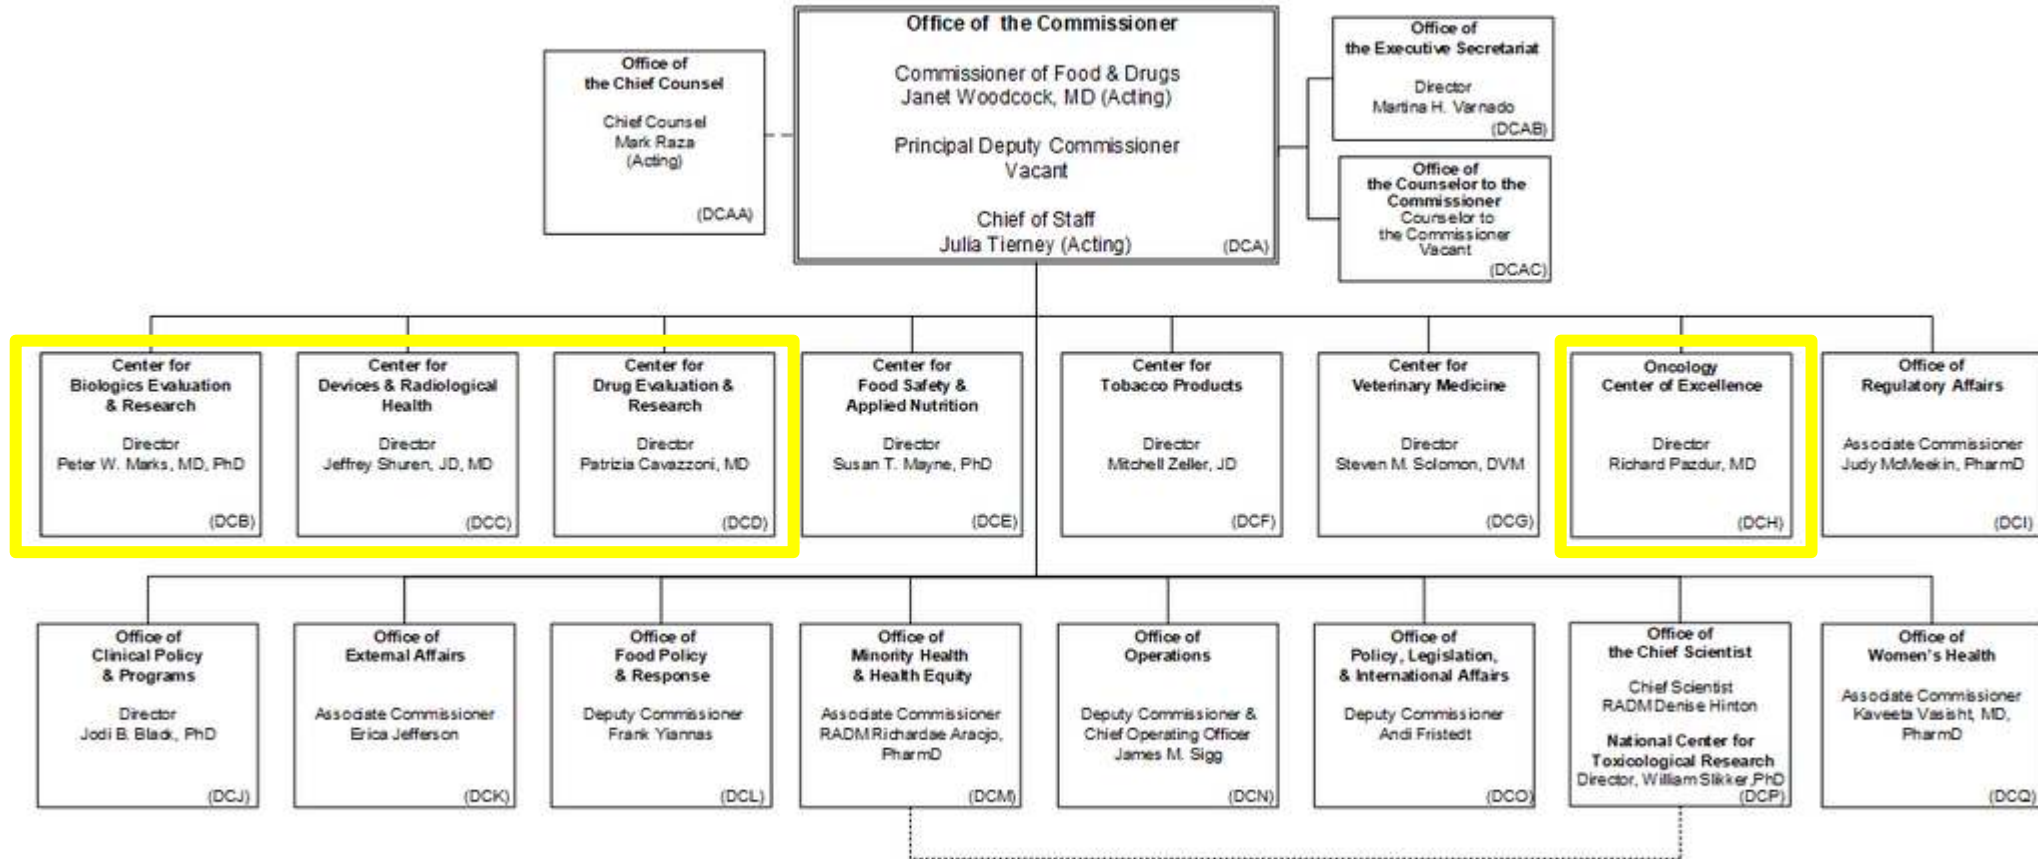 Office of the Commissioner
Commissioner of Food & Drugs
Janet Woodcock, MD (Acting)
Principal Deputy Commissioner
Vacant
Chief of Staff
Julia Tierney (Acting)
(DCA)
Office of
the Chief Counsel
Chief Counsel
Mark Raza
(Acting)
(DCAA)
Office of
the Executive Secretariat
Director
Martina H. Varnado
(DCAB)
Office of
the Counselor to the
Commissioner
Counselor to
the Commissioner
Vacant
(DCAC)
Center for
Biologics Evaluation
& Research
Director
Peter W. Marks, MD, PhD
(DCB)
Center for
Devices & Radiological
Health
Director
Jeffrey Shuren, JD, MD
(DCC)
Center for
Drug Evaluation &
Research
Director
Patrizia Cavazzoni, MD
(DCD)
Center for
Food Safety &
Applied Nutrition
Director
Susan T. Mayne, PhD
(DCE)
Center for
Tobacco Products
Director
Mitchell Zeller, JD
(DCF)
Center for
Veterinary Medicine
Director
Steven M. Solomon, DVM
(DCG)
Oncology
Center of Excellence
Director
Richard Pazdur, MD
(DCH)
Office of
Regulatory Affairs
Associate Commissioner
Judy McMeekin, PharmD
(DCI)
Office of
Clinical Policy
& Programs
Director
Jodi B. Black, PhD
(DCJ)
Office of
External Affairs
Associate Commissioner
Erica Jefferson
(DCK)
Office of
Food Policy
& Response
Deputy Commissioner
Frank Yiannas
(DCL)
Office of
Minority Health
& Health Equity
Associate Commissioner
RADM Richardae Araojo,
PharmD
(DCM)
Office of
Operations
Deputy Commissioner &
Chief Operating Officer
James M. Sigg
(DCN)
Office of
Policy, Legislation,
& International Affairs
Deputy Commissioner
Andi Fristedt
(DCO)
Office of
the Chief Scientist
Chief Scientist
RADM Denise Hinton
National Center for
Toxicological Research
Director, William Slikker, PhD
(DCP)
Office of
Women's Health
Associate Commissioner
Kaveeta Vasisht, MD,
PharmD
(DCQ)